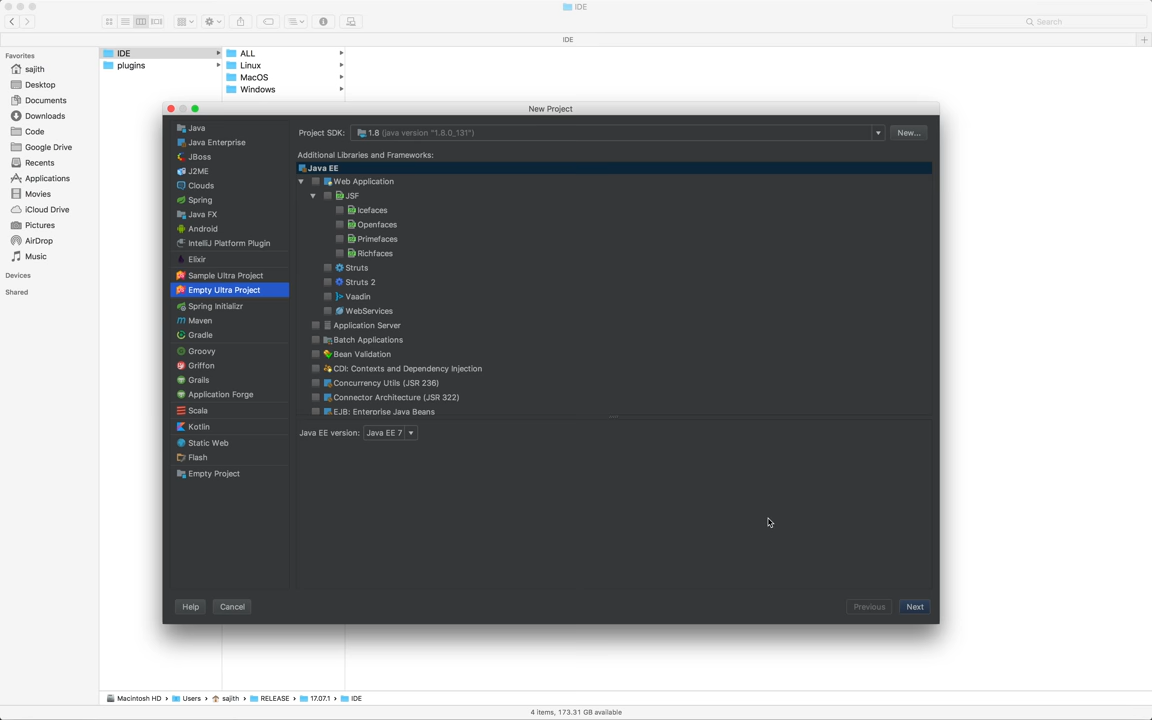 IDE
Search
IDE
Favorites
sajith
Desktop
Documents
Downloads
Code
Google Drive
Recents
Applications
Movies
iCloud Drive
Pictures
AirDrop
Music
Devices
Shared
IDE
plugins
ALL
Linux
MacOS
Windows
New Project
Java
Java Enterprise
JBoss
J2ME
Clouds
Spring
Java FX
Android
IntelliJ Platform Plugin
Elixir
Sample Ultra Project
Empty Ultra Project
Spring Initializr
Maven
Gradle
Groovy
Griffon
Grails
Application Forge
Scala
Kotlin
Static Web
Flash
Empty Project
Project SDK: 1.8 (java version "1.8.0_131") New...
Additional Libraries and Frameworks:
Java EE
Web Application
JSF
Icefaces
Openfaces
Primefaces
Richfaces
Struts
Struts 2
Vaadin
WebServices
Application Server
Batch Applications
Bean Validation
CDI: Contexts and Dependency Injection
Concurrency Utils (JSR 236)
Connector Architecture (JSR 322)
EJB: Enterprise Java Beans
Java EE version: Java EE 7
Help Cancel Previous Next
Macintosh HD › Users › sajith › RELEASE › 17.07.1 › IDE
4 items, 173.31 GB available